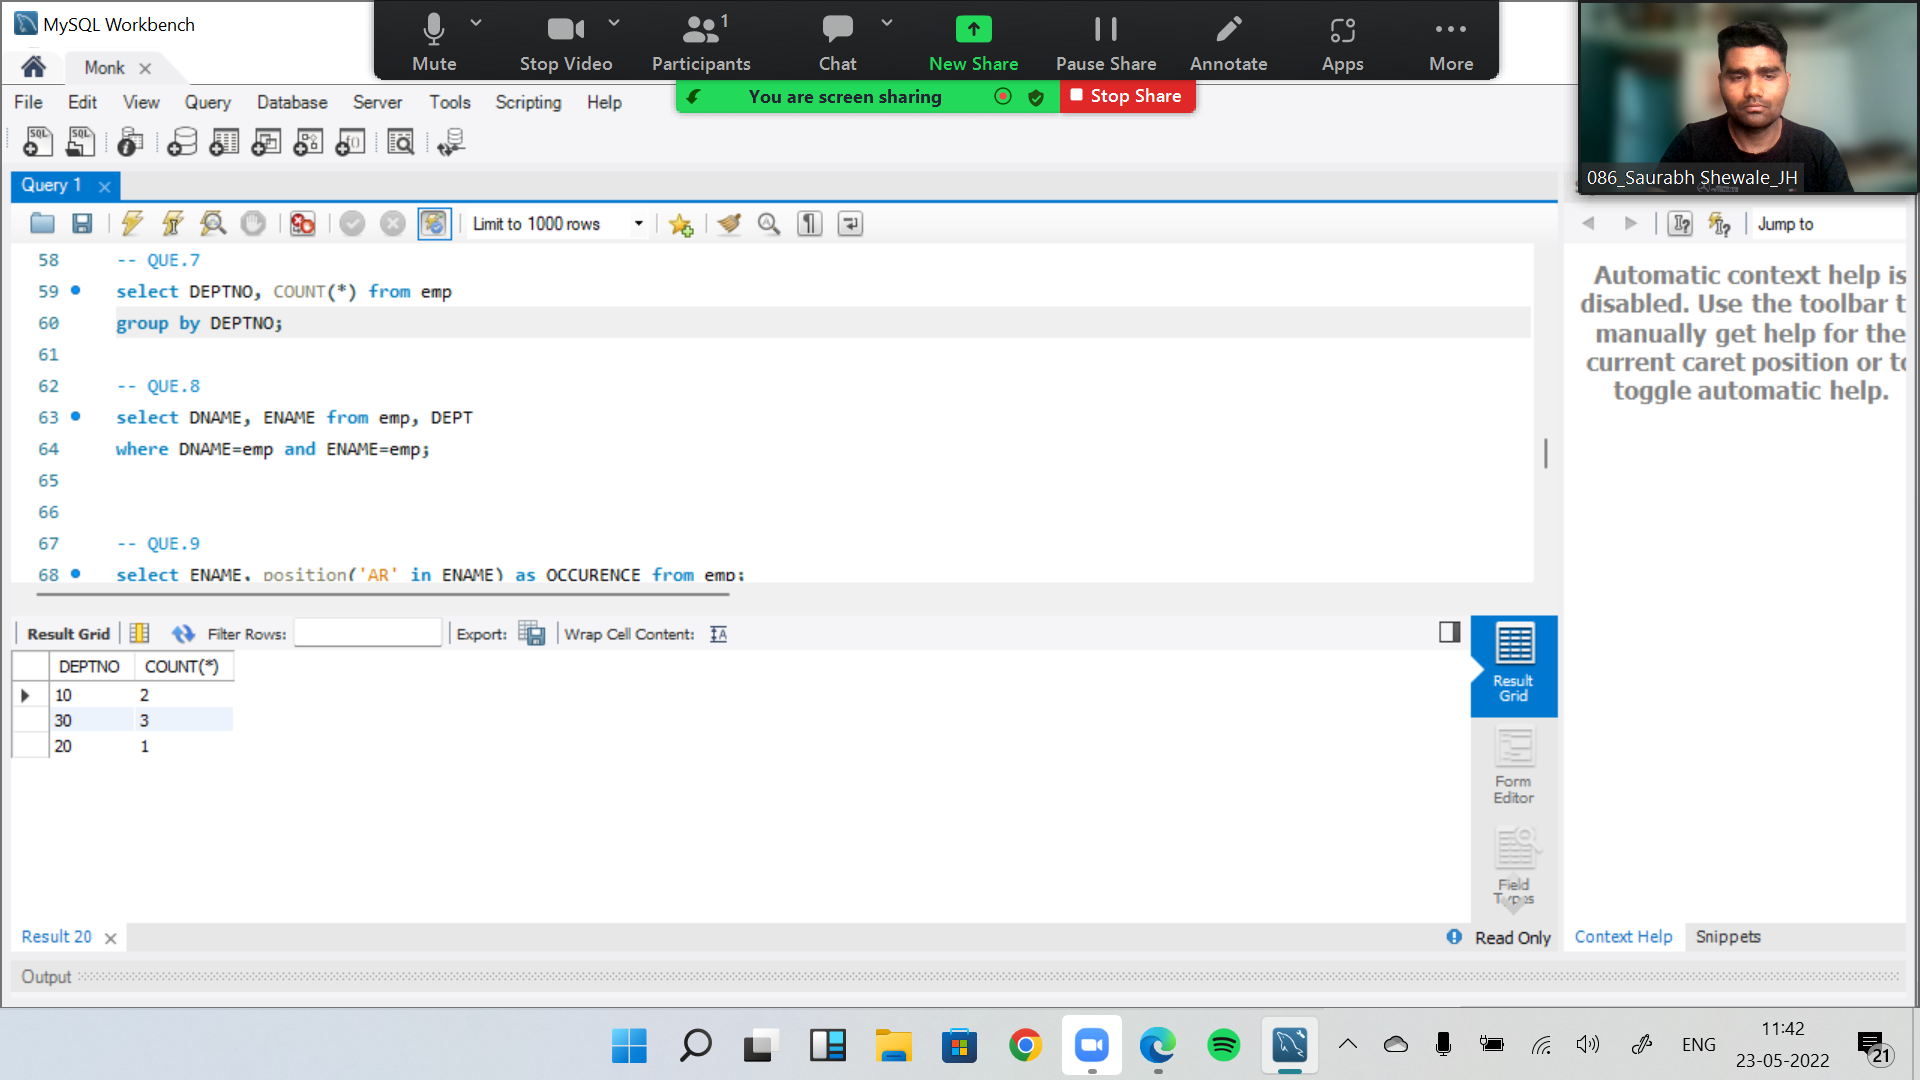 MySQL Workbench
Mute
Stop Video
1
Participants
Chat
New Share
Pause Share
Annotate
Apps
More
Monk
You are screen sharing
Stop Share
File Edit View Query Database Server Tools Scripting Help
086_Saurabh Shewale_JH
Query 1
Limit to 1000 rows
Jump to
58 -- QUE.7
59 select DEPTNO, COUNT(*) from emp
60 group by DEPTNO;
61
62 -- QUE.8
63 select DNAME, ENAME from emp, DEPT
64 where DNAME=emp and ENAME=emp;
65
66
67 -- QUE.9
68 select ENAME, position('AR' in ENAME) as OCCURENCE from emp;
Automatic context help is
disabled. Use the toolbar t
manually get help for the
current caret position or to
toggle automatic help.
Result Grid
Filter Rows:
Export:
Wrap Cell Content:
DEPTNO COUNT(*)
10 2
30 3
20 1
Result
Grid
Form
Editor
Field
Types
Result 20
Read Only
Context Help
Snippets
Output
ENG
11:42
23-05-2022
21